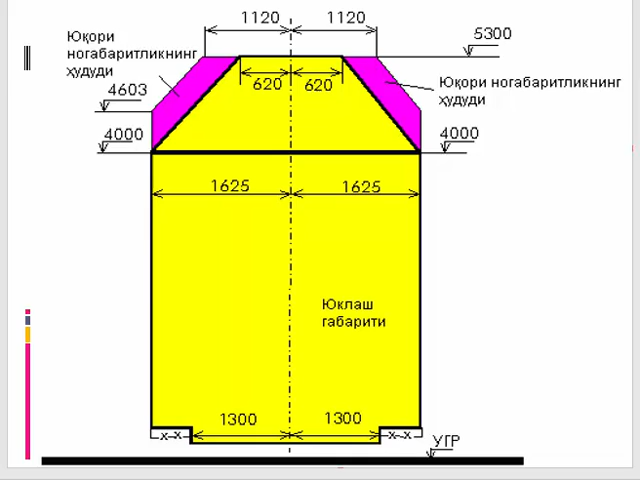 1120 1120
5300
Юқори
ногабаритликнинг
ҳудуди
4603
620 620
Юқори ногабаритликнинг
ҳудуди
4000 4000
1625 1625
Юклаш
габарити
1300 1300
х х х х
УГР